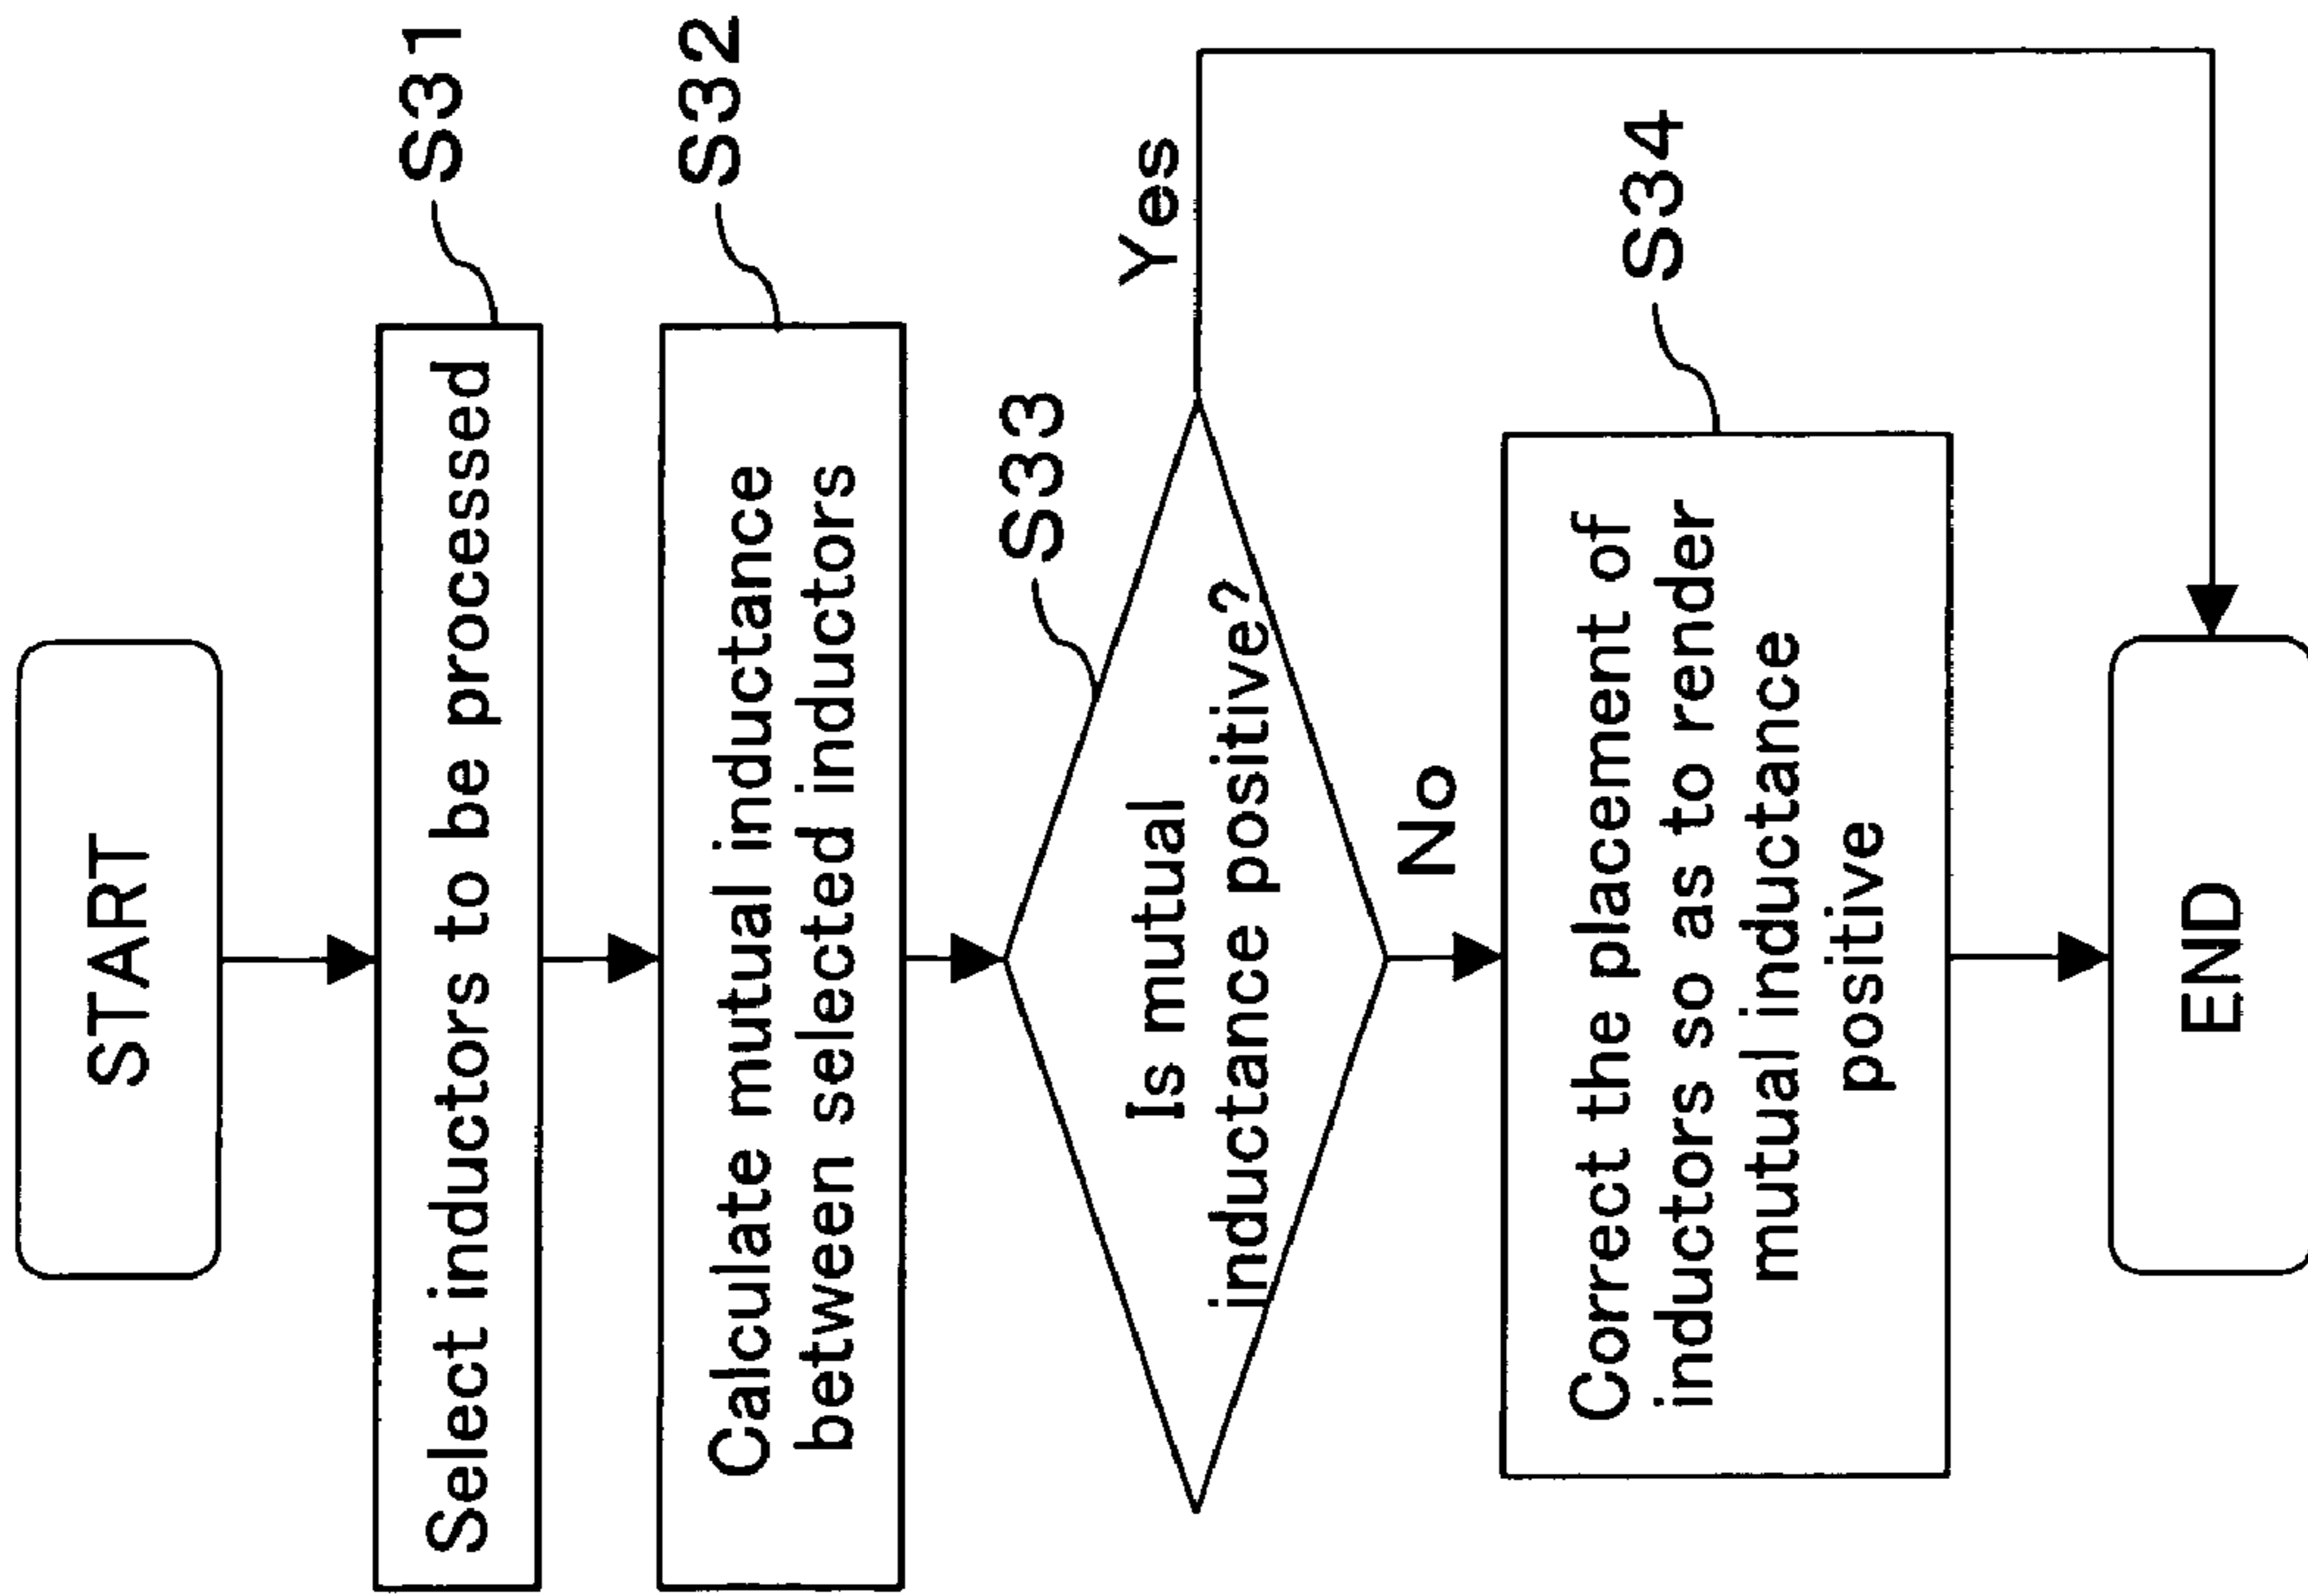 START
Select inductors to be processed
S31
Calculate mutual inductance
between selected inductors
S32
Is mutual
inductance positive?
S33
Yes
No
Correct the placement of
inductors so as to render
mutual inductance
positive
S34
END